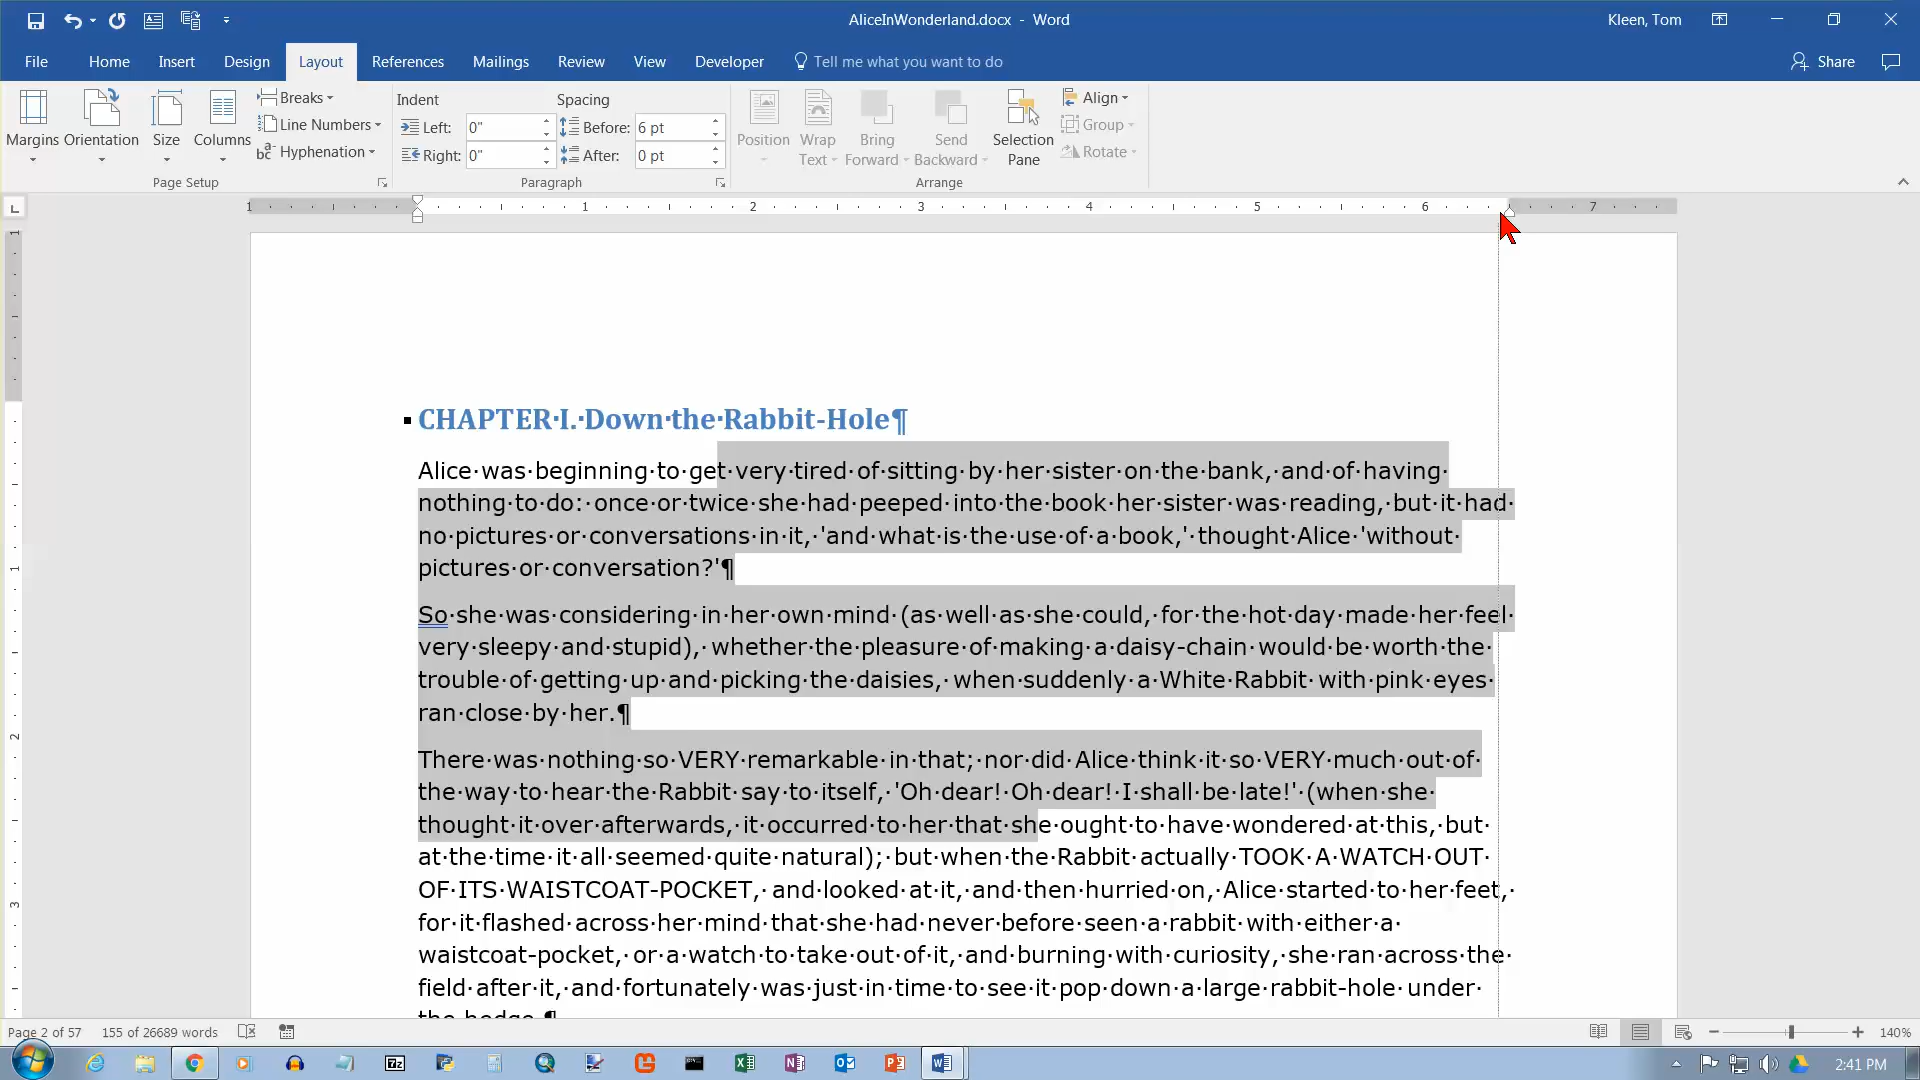 AliceInWonderland.docx - Word
Kleen, Tom
File Home Insert Design Layout References Mailings Review View Developer Tell me what you want to do Share
Margins
Orientation
Size
Columns
Breaks
Line Numbers
Hyphenation
Page Setup
Indent
Left: 0"
Right: 0"
Spacing
Before: 6 pt
After: 0 pt
Paragraph
Position
Wrap Text
Bring Forward
Send Backward
Selection Pane
Align
Group
Rotate
Arrange
1 1 2 3 4 5 6 7
CHAPTER·I.·Down·the·Rabbit-Hole¶
Alice·was·beginning·to·get·very·tired·of·sitting·by·her·sister·on·the·bank,·and·of·having·
nothing·to·do:·once·or·twice·she·had·peeped·into·the·book·her·sister·was·reading,·but·it·had·
no·pictures·or·conversations·in·it,·'and·what·is·the·use·of·a·book,'·thought·Alice·'without·
pictures·or·conversation?'¶
So·she·was·considering·in·her·own·mind·(as·well·as·she·could,·for·the·hot·day·made·her·feel·
very·sleepy·and·stupid),·whether·the·pleasure·of·making·a·daisy-chain·would·be·worth·the·
trouble·of·getting·up·and·picking·the·daisies,·when·suddenly·a·White·Rabbit·with·pink·eyes·
ran·close·by·her.¶
There·was·nothing·so·VERY·remarkable·in·that;·nor·did·Alice·think·it·so·VERY·much·out·of·
the·way·to·hear·the·Rabbit·say·to·itself,·'Oh·dear!·Oh·dear!·I·shall·be·late!'·(when·she·
thought·it·over·afterwards,·it·occurred·to·her·that·she·ought·to·have·wondered·at·this,·but·
at·the·time·it·all·seemed·quite·natural);·but·when·the·Rabbit·actually·TOOK·A·WATCH·OUT·
OF·ITS·WAISTCOAT-POCKET,·and·looked·at·it,·and·then·hurried·on,·Alice·started·to·her·feet,·
for·it·flashed·across·her·mind·that·she·had·never·before·seen·a·rabbit·with·either·a·
waistcoat-pocket,·or·a·watch·to·take·out·of·it,·and·burning·with·curiosity,·she·ran·across·the·
field·after·it,·and·fortunately·was·just·in·time·to·see·it·pop·down·a·large·rabbit-hole·under·
the·hedge.¶
1
1
2
3
Page 2 of 57 155 of 26689 words
140%
7z
2:41 PM